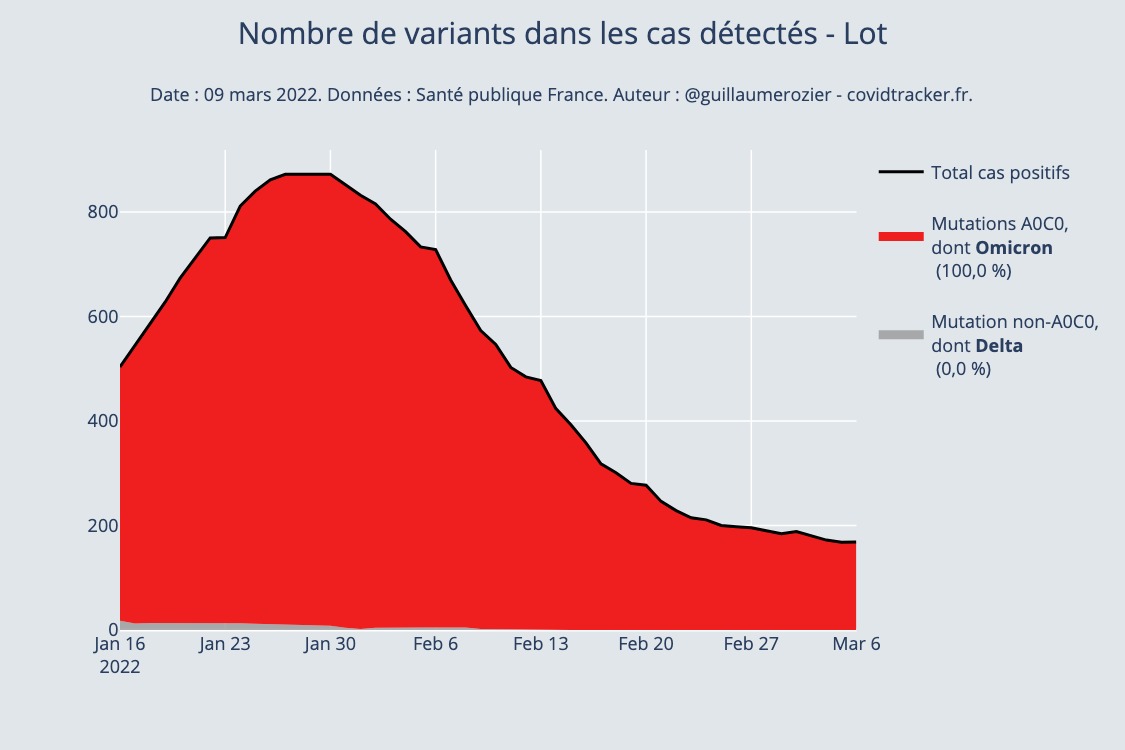 Nombre de variants dans les cas détectés - Lot
Date : 09 mars 2022. Données : Santé publique France. Auteur : @guillaumerozier - covidtracker.fr.
Total cas positifs
Mutations A0C0,
dont Omicron
(100,0 %)
Mutation non-A0C0,
dont Delta
(0,0 %)
800
600
400
200
0
Jan 16
2022
Jan 23
Jan 30
Feb 6
Feb 13
Feb 20
Feb 27
Mar 6